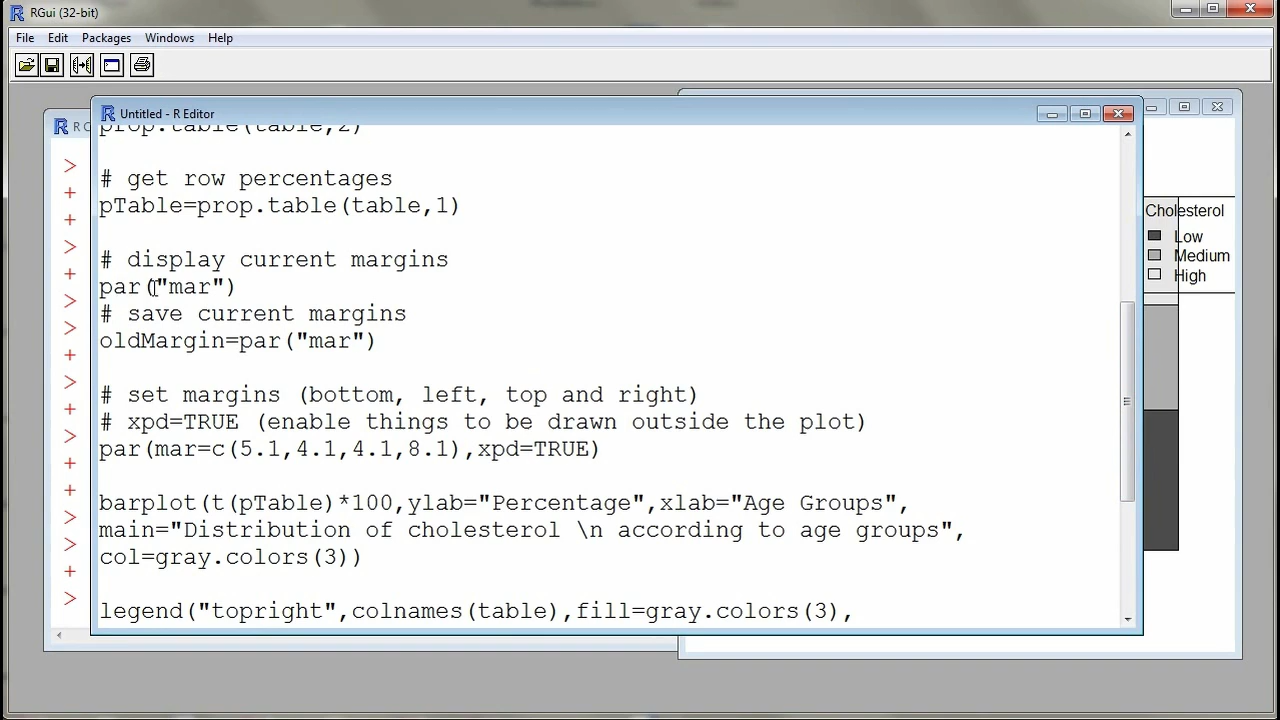 RGui (32-bit)
File Edit Packages Windows Help
Untitled - R Editor
R C
prop.table(table,2)
# get row percentages
pTable=prop.table(table,1)
# display current margins
par("mar")
# save current margins
oldMargin=par("mar")
# set margins (bottom, left, top and right)
# xpd=TRUE (enable things to be drawn outside the plot)
par(mar=c(5.1,4.1,4.1,8.1),xpd=TRUE)
barplot(t(pTable)*100,ylab="Percentage",xlab="Age Groups",
main="Distribution of cholesterol \n according to age groups",
col=gray.colors(3))
legend("topright",colnames(table),fill=gray.colors(3),
>
+
+
>
+
>
>
+
>
+
>
+
+
>
>
+
>
Cholesterol
Low
Medium
High